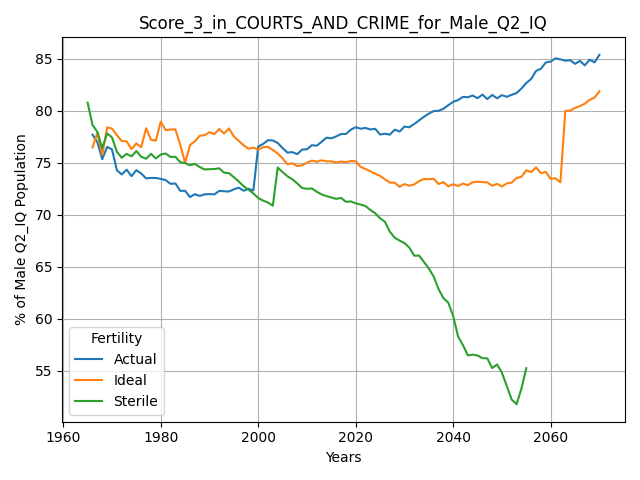 Score_3_in_COURTS_AND_CRIME_for_Male_Q2_IQ
% of Male Q2_IQ Population
85
80
75
70
65
60
55
Fertility
Actual
Ideal
Sterile
1960
1980
2000
2020
2040
2060
Years